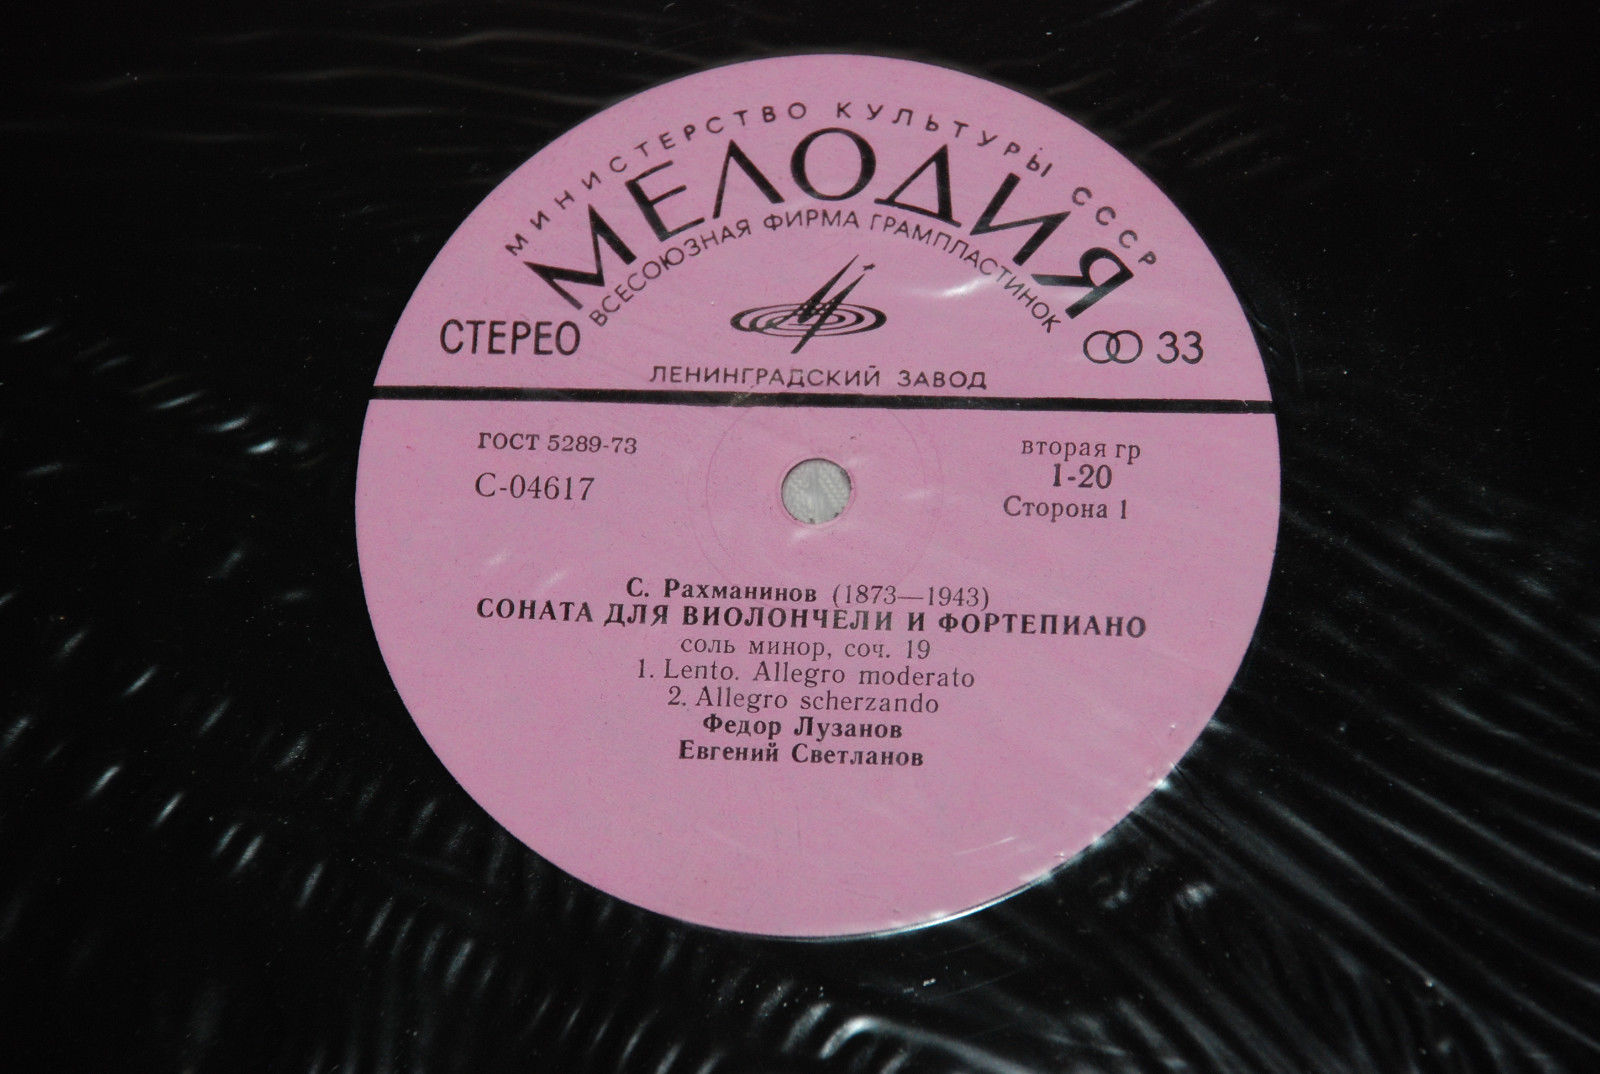 МИНИСТЕРСТВО КУЛЬТУРЫ СССР
МЕЛОДИЯ
ВСЕСОЮЗНАЯ ФИРМА ГРАМПЛАСТИНОК
СТЕРЕО
33
ЛЕНИНГРАДСКИЙ ЗАВОД
ГОСТ 5289-73
С-04617
вторая гр
1-20
Сторона 1
С. Рахманинов (1873—1943)
СОНАТА ДЛЯ ВИОЛОНЧЕЛИ И ФОРТЕПИАНО
соль минор, соч. 19
1. Lento. Allegro moderato
2. Allegro scherzando
Федор Лузанов
Евгений Светланов